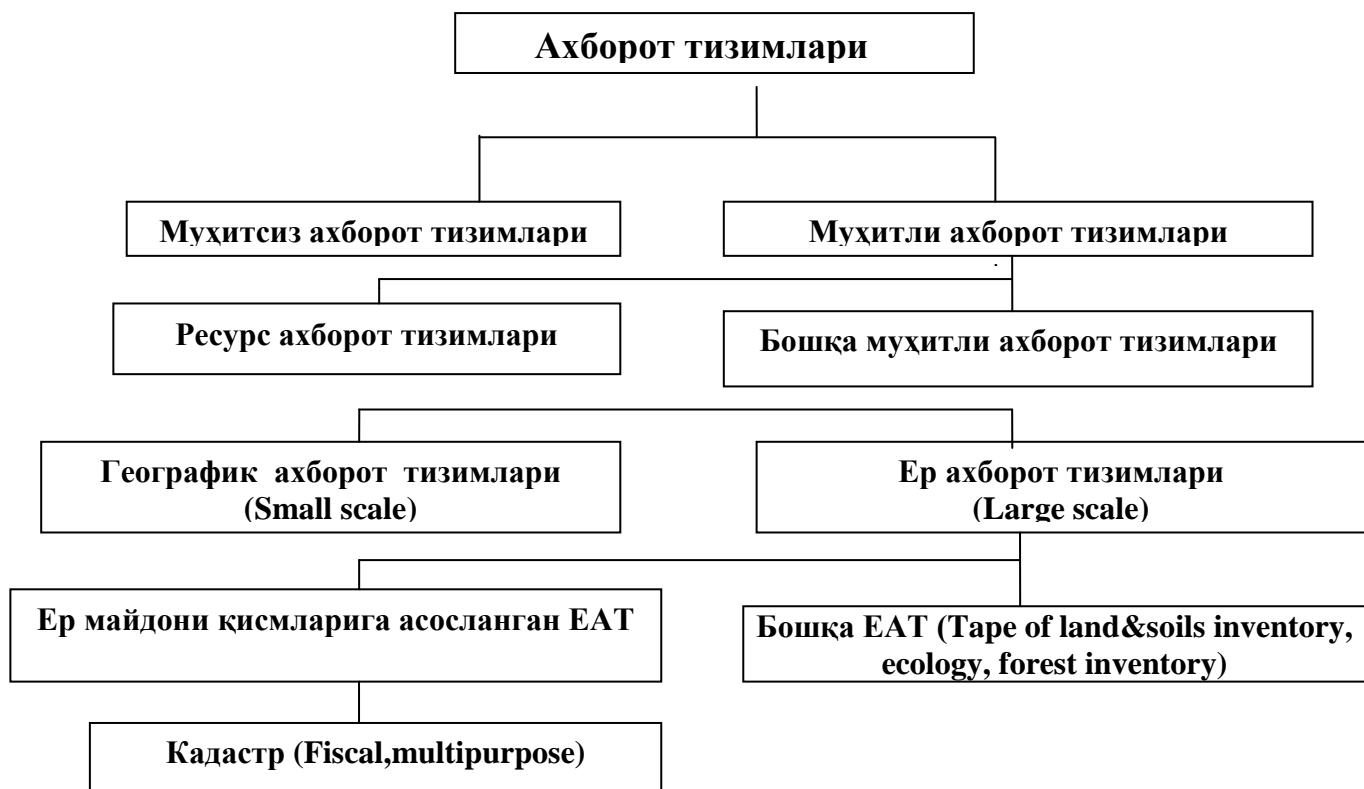 Ахборот тизимлари
Муҳитсиз ахборот тизимлари
Муҳитли ахборот тизимлари
Ресурс ахборот тизимлари
Бошқа муҳитли ахборот тизимлари
Географик ахборот тизимлари
(Small scale)
Ер ахборот тизимлари
(Large scale)
Ер майдони қисмларига асосланган ЕАТ
Бошқа ЕАТ (Tape of land&soils inventory,
ecology, forest inventory)
Кадастр (Fiscal,multipurpose)